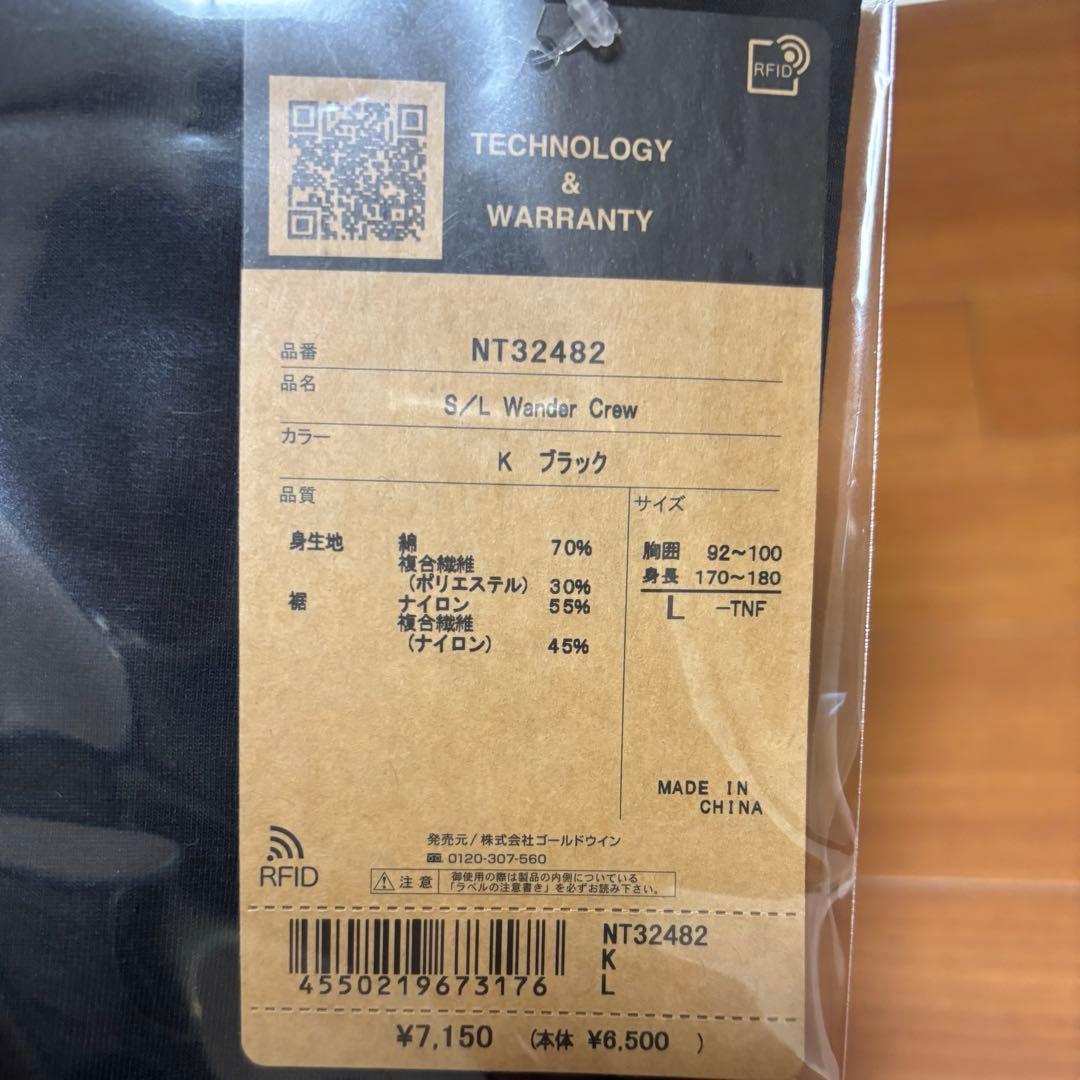 RFID
TECHNOLOGY
&
WARRANTY
品番 NT32482
品名
S/L Wander Crew
カラー
K ブラック
品質
身生地 綿 70%
複合繊維
(ポリエステル) 30%
裾 ナイロン 55%
複合繊維
(ナイロン) 45%
サイズ
胸囲 92~100
身長 170~180
L -TNF
MADE IN
CHINA
発売元/株式会社ゴールドウイン
0120-307-560
RFID
注意
御使用の際は製品の内側についている
「ラベルの注意書き」を必ずお読み下さい。
4550219673176
NT32482
K
L
¥7,150 (本体 ¥6,500 )